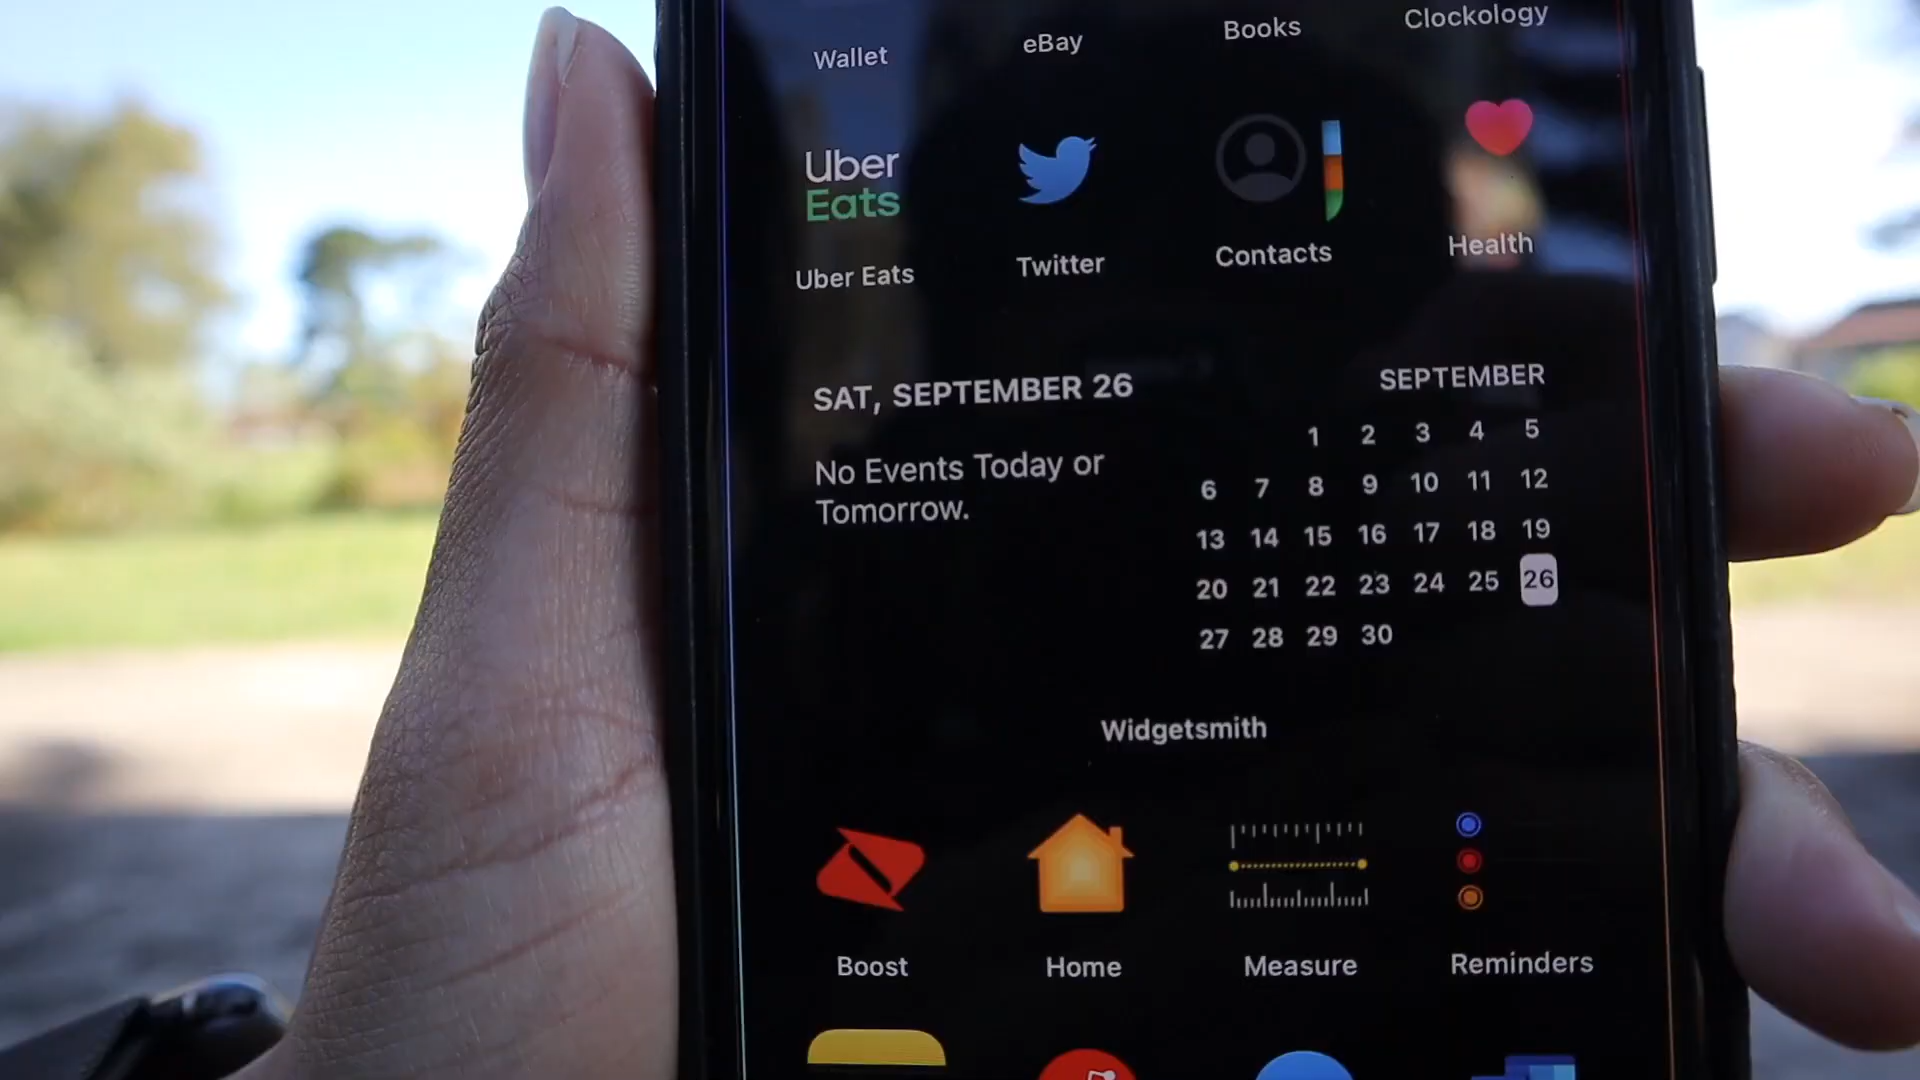 Wallet
eBay
Books
Clockology
Uber
Eats
Uber Eats
Twitter
Contacts
Health
SAT, SEPTEMBER 26
No Events Today or
Tomorrow.
SEPTEMBER
1 2 3 4 5
6 7 8 9 10 11 12
13 14 15 16 17 18 19
20 21 22 23 24 25 26
27 28 29 30
Widgetsmith
Boost
Home
Measure
Reminders